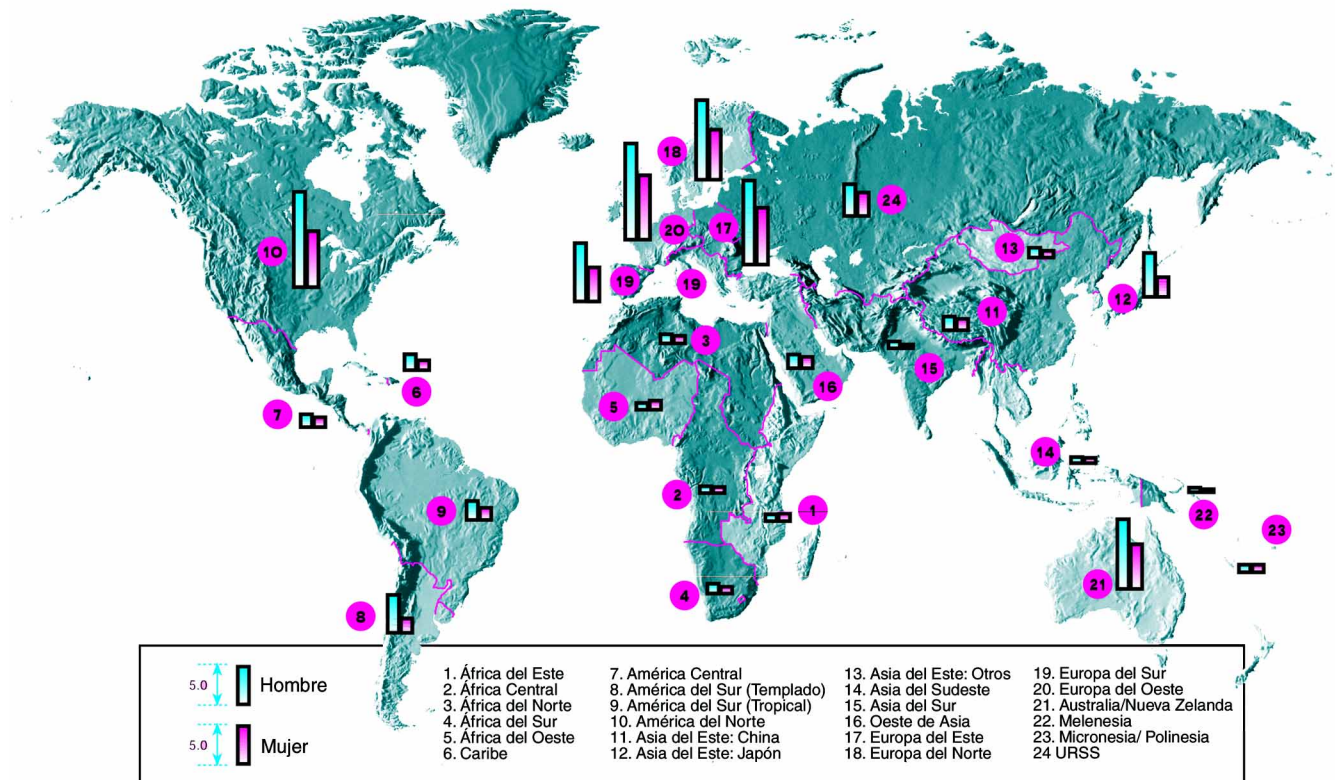 18
24
10
20
17
13
19
19
12
11
3
15
16
6
7
5
14
2
9
1
22
23
21
4
8
5.0 Hombre
5.0 Mujer
1. África del Este
2. África Central
3. África del Norte
4. África del Sur
5. África del Oeste
6. Caribe
7. América Central
8. América del Sur (Templado)
9. América del Sur (Tropical)
10. América del Norte
11. Asia del Este: China
12. Asia del Este: Japón
13. Asia del Este: Otros
14. Asia del Sudeste
15. Asia del Sur
16. Oeste de Asia
17. Europa del Este
18. Europa del Norte
19. Europa del Sur
20. Europa del Oeste
21. Australia/Nueva Zelanda
22. Melenesia
23. Micronesia/ Polinesia
24 URSS